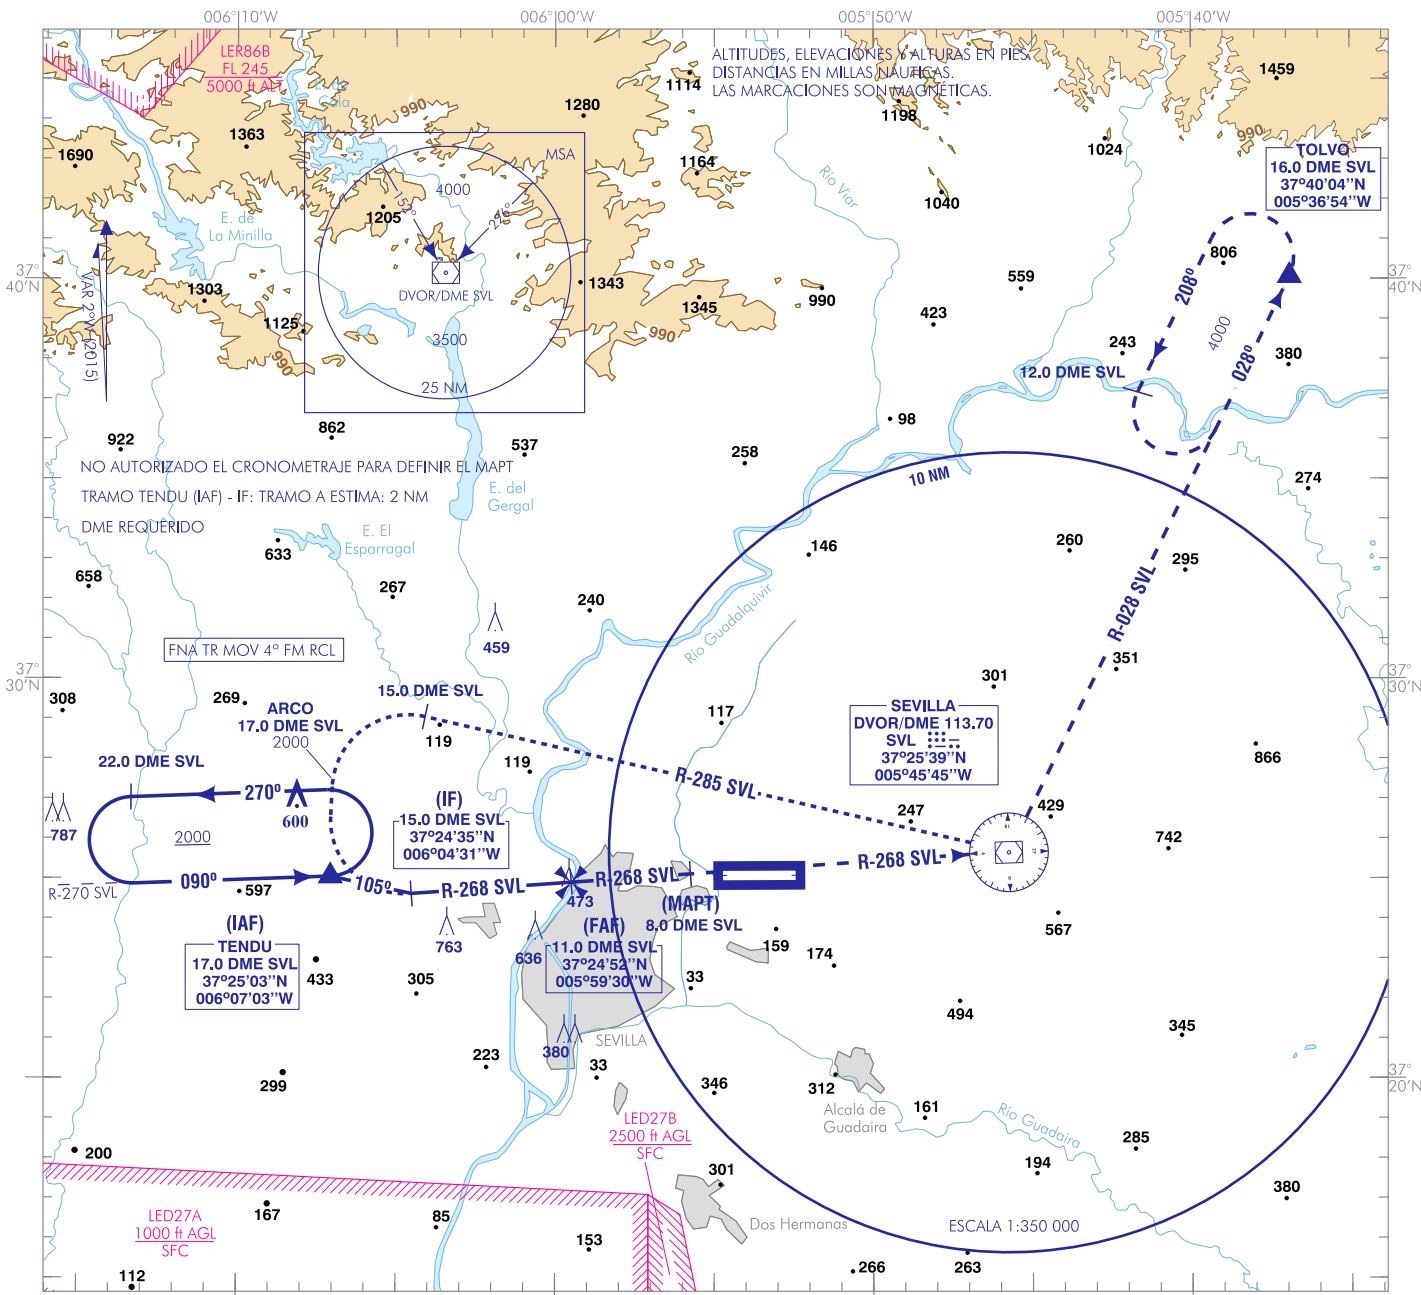 006°10'W
006°00'W
005°50'W
005°40'W
LER86B
FL 245
5000 ft ALT
ALTITUDES, ELEVACIONES Y ALTURAS EN PIES
DISTANCIAS EN MILLAS NÁUTICAS.
LAS MARCACIONES SON MAGNÉTICAS.
1114
1459
E. de
Cala
990
1280
1198
1363
990
1024
MSA
1690
1164
TOLVO
16.0 DME SVL
37°40'04''N
005°36'54''W
Río Viar
4000
152°
226°
1040
1205
E. de
La Minilla
806
37°
40'N
VAR 2°W (2015)
DVOR/DME SVL
1303
1343
1345
990
559
208°
4000
028°
1125
990
990
423
3500
243
380
25 NM
12.0 DME SVL
98
922
862
537
258
10 NM
NO AUTORIZADO EL CRONOMETRAJE PARA DEFINIR EL MAPT
TRAMO TENDU (IAF) - IF: TRAMO A ESTIMA: 2 NM
DME REQUERIDO
E. del
Gergal
274
633
E. El
Esparragal
146
260
295
658
267
240
Río Guadalquivir
R-028 SVL
459
FNA TR MOV 4° FM RCL
351
37°
30'N
301
308
269
ARCO
17.0 DME SVL
2000
15.0 DME SVL
117
SEVILLA
DVOR/DME 113.70
SVL
37°25'39''N
005°45'45''W
119
866
22.0 DME SVL
119
R-285 SVL
270°
600
787
2000
(IF)
15.0 DME SVL
37°24'35''N
006°04'31''W
247
429
742
R-270 SVL
090°
597
105°
R-268 SVL
R-268 SVL
R-268 SVL
473
(IAF)
TENDU
17.0 DME SVL
37°25'03''N
006°07'03''W
763
636
(FAF)
11.0 DME SVL
37°24'52''N
005°59'30''W
(MAPT)
8.0 DME SVL
159
567
433
305
174
33
494
345
380
SEVILLA
223
33
299
346
312
37°
20'N
Alcalá de
Guadaira
161
Río Guadaira
LED27B
2500 ft AGL
SFC
285
200
194
301
380
LED27A
1000 ft AGL
SFC
167
85
Dos Hermanas
ESCALA 1:350 000
153
112
266
263